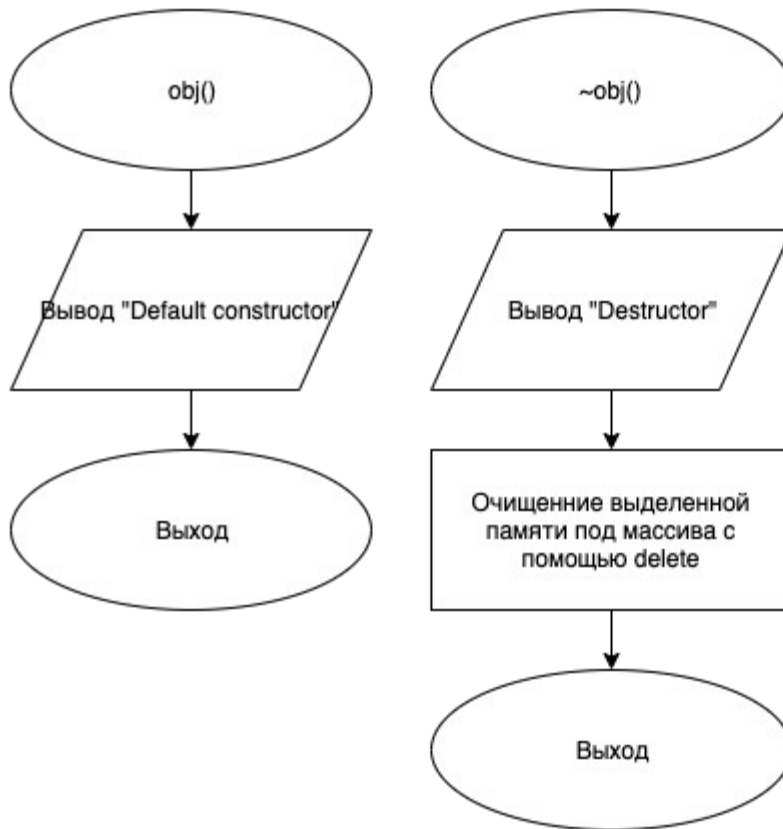 obj()
Вывод "Default constructor"
Выход
~obj()
Вывод "Destructor"
Очищенние выделенной
памяти под массива с
помощью delete
Выход